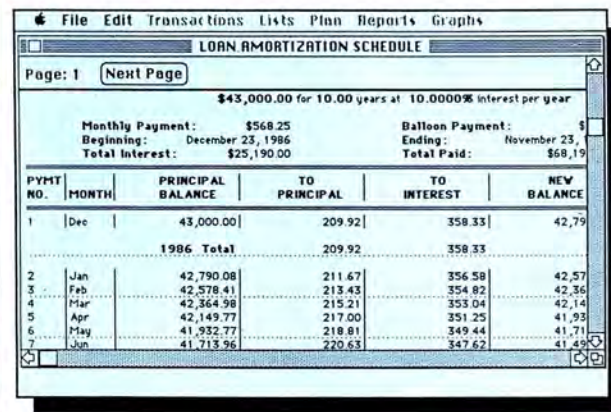 File Edit Transactions Lists Plan Reports Graphs
LOAN AMORTIZATION SCHEDULE
Page: 1 Next Page
$43,000.00 for 10.00 years at 10.0000% interest per year
Monthly Payment: $568.25 Balloon Payment: $
Beginning: December 23, 1986 Ending: November 23, 1
Total Interest: $25,190.00 Total Paid: $68,19
PYMT NO. MONTH PRINCIPAL BALANCE TO PRINCIPAL TO INTEREST NEW BALANCE
1 Dec 43,000.00 209.92 358.33 42,79
1986 Total 209.92 358.33
2 Jan 42,790.08 211.67 356.58 42,57
3 Feb 42,578.41 213.43 354.82 42,36
4 Mar 42,364.98 215.21 353.04 42,14
5 Apr 42,149.77 217.00 351.25 41,93
6 May 41,932.77 218.81 349.44 41,71
7 Jun 41,713.96 220.63 347.62 41,49